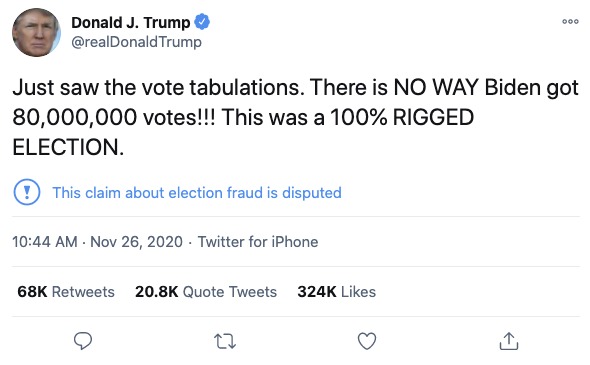 Donald J. Trump
@realDonaldTrump
Just saw the vote tabulations. There is NO WAY Biden got
80,000,000 votes!!! This was a 100% RIGGED
ELECTION.
This claim about election fraud is disputed
10:44 AM · Nov 26, 2020 · Twitter for iPhone
68K Retweets 20.8K Quote Tweets 324K Likes